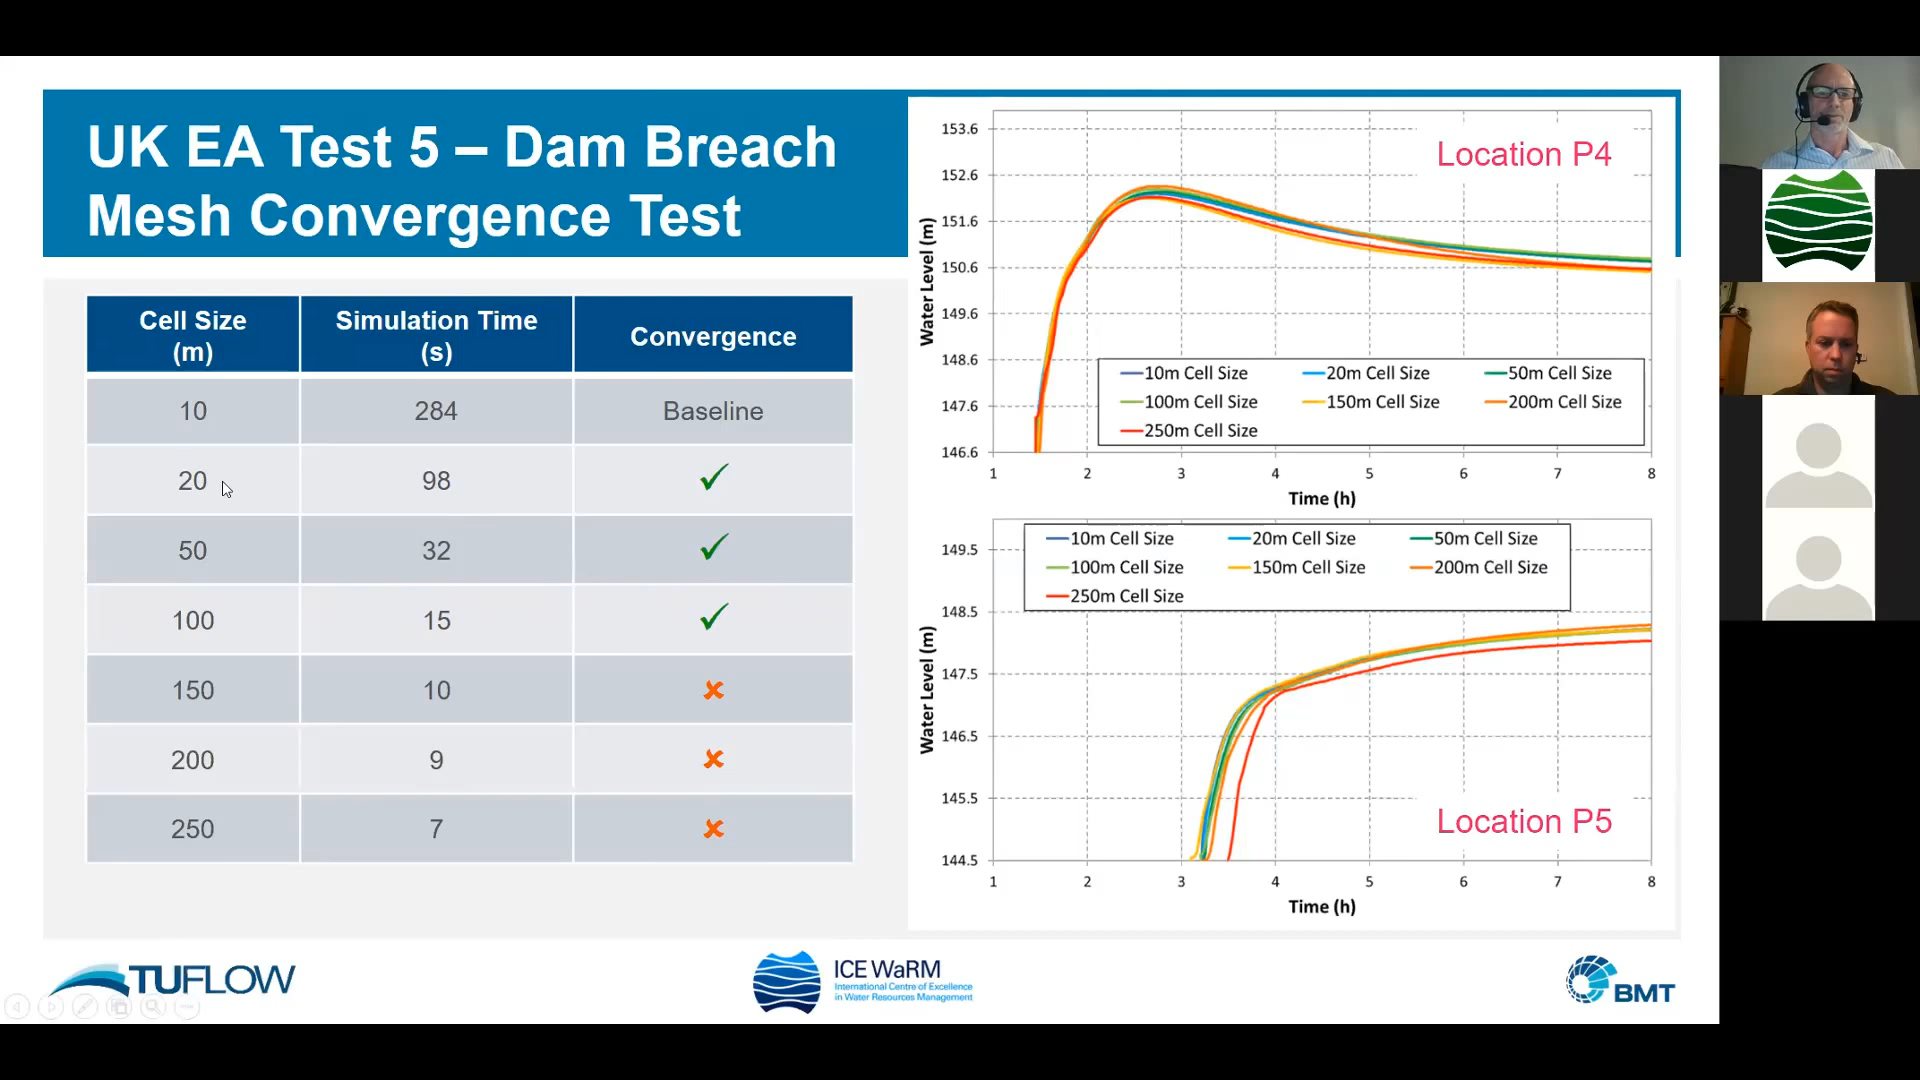 UK EA Test 5 – Dam Breach
Mesh Convergence Test
Cell Size (m) Simulation Time (s) Convergence
10 284 Baseline
20 98 ✓
50 32 ✓
100 15 ✓
150 10 ✘
200 9 ✘
250 7 ✘
Location P4
Water Level (m)
153.6
152.6
151.6
150.6
149.6
148.6
147.6
146.6
10m Cell Size 20m Cell Size 50m Cell Size
100m Cell Size 150m Cell Size 200m Cell Size
250m Cell Size
1 2 3 4 5 6 7 8
Time (h)
10m Cell Size 20m Cell Size 50m Cell Size
100m Cell Size 150m Cell Size 200m Cell Size
250m Cell Size
Water Level (m)
149.5
148.5
147.5
146.5
145.5
144.5
Location P5
1 2 3 4 5 6 7 8
Time (h)
TUFLOW
ICE WaRM
International Centre of Excellence
in Water Resources Management
BMT